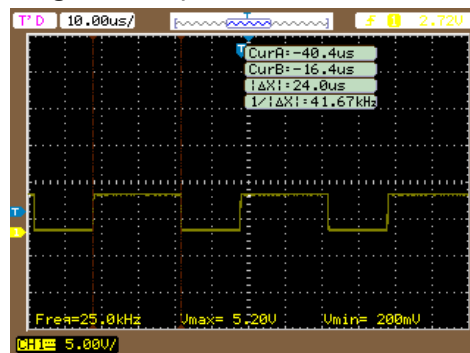 T'D 10.00us/ f 1 2.72V
T
CurA:-40.4us
CurB:-16.4us
|ΔX|:24.0us
1/|ΔX|:41.67kHz
T
1
Freq=25.0kHz Vmax= 5.20V Vmin= 200mV
CH1 5.00V/